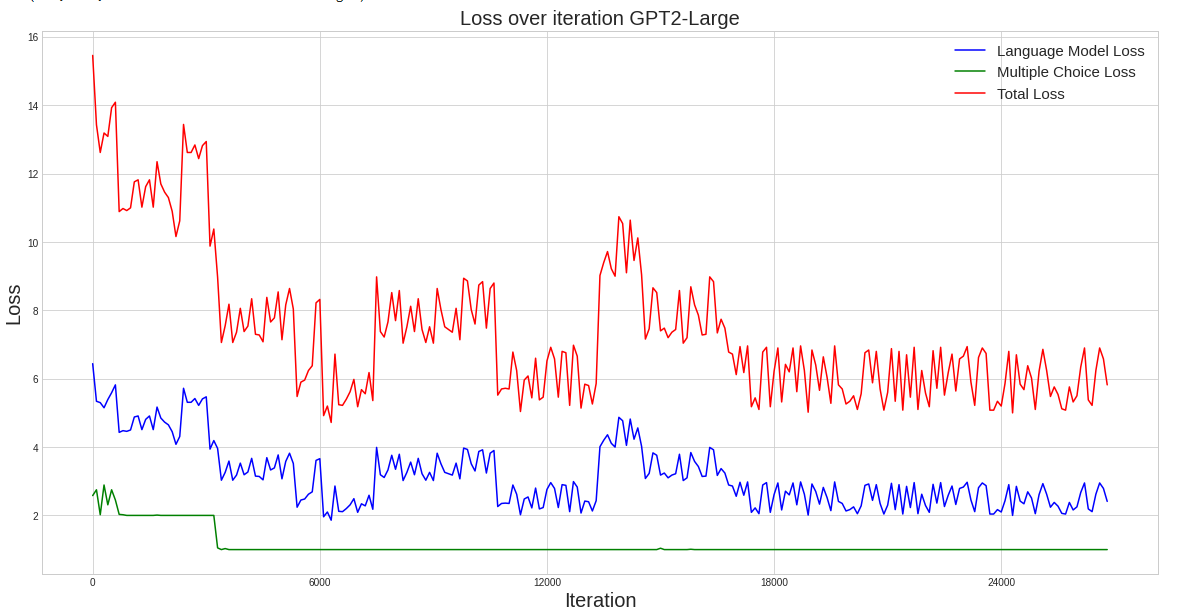 Loss over iteration GPT2-Large
Language Model Loss
Multiple Choice Loss
Total Loss
16
14
12
10
8
6
4
2
Loss
0
6000
12000
18000
24000
Iteration